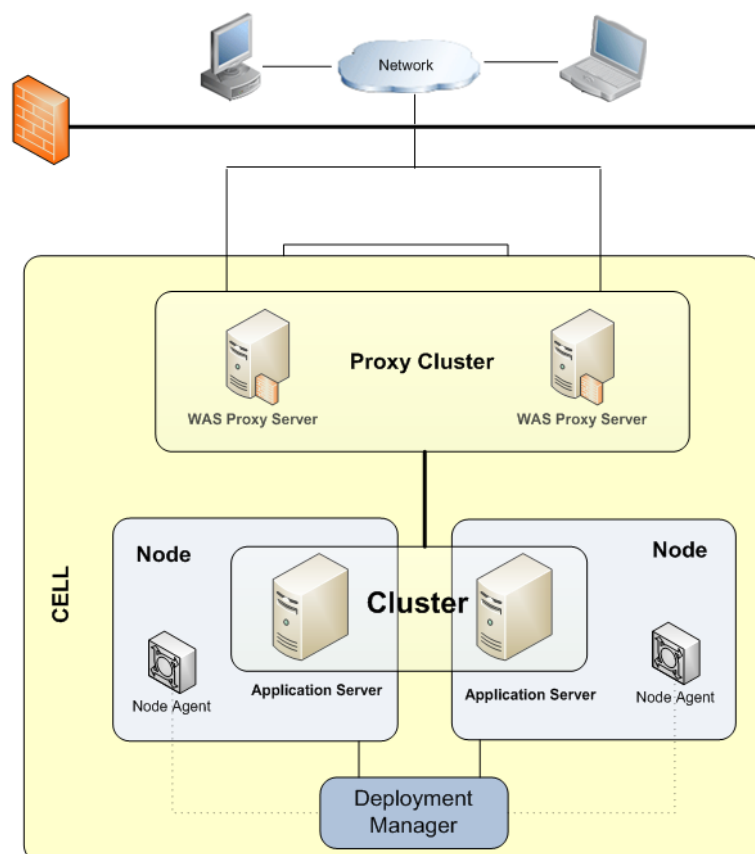 Network
Proxy Cluster
WAS Proxy Server
WAS Proxy Server
CELL
Node
Node
Cluster
Application Server
Application Server
Node Agent
Node Agent
Deployment
Manager